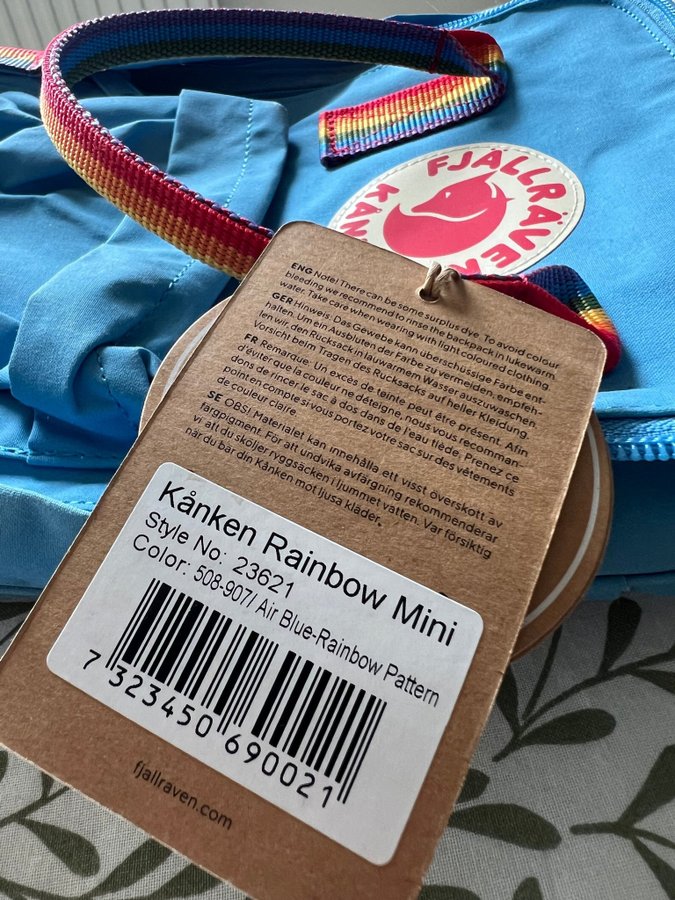 FJÄLLRÄVEN
KÅN
ENG Note! There can be some surplus dye. To avoid colour
bleeding we recommend to rinse the backpack in lukewarm
water. Take care when wearing with light coloured clothing.
GER Hinweis. Das Gewebe kann überschüssige Farbe ent-
halten. Um ein Ausbluten der Farbe zu vermeiden, empfeh-
len wir, den Rucksack in lauwarmem Wasser auszuwaschen.
Vorsicht beim Tragen des Rucksacks auf heller Kleidung.
FR Remarque. Un excès de teinte peut être présent. Afin
d'éviter que la couleur ne déteigne, nous vous recomman-
dons de rincer le sac à dos dans de l'eau tiède. Prenez ce
point en compte si vous portez votre sac sur des vêtements
de couleur claire.
SE OBS! Materialet kan innehålla ett visst överskott av
färgpigment. För att undvika avfärgning rekommenderar
vi att du sköljer ryggsäcken i ljummet vatten. Var försiktig
när du bär din Kånken mot ljusa kläder.
Kånken Rainbow Mini
Style No: 23621
Color: 508-907/ Air Blue-Rainbow Pattern
7 323450 690021
fjallraven.com